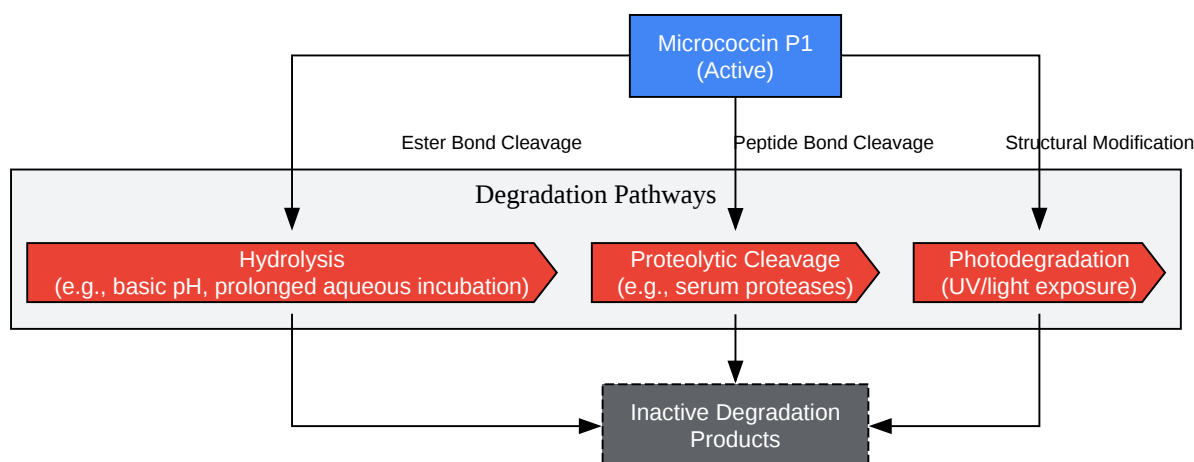 Micrococcin P1
(Active)
Ester Bond Cleavage
Peptide Bond Cleavage
Structural Modification
Degradation Pathways
Hydrolysis
(e.g., basic pH, prolonged aqueous incubation)
Proteolytic Cleavage
(e.g., serum proteases)
Photodegradation
(UV/light exposure)
Inactive Degradation
Products